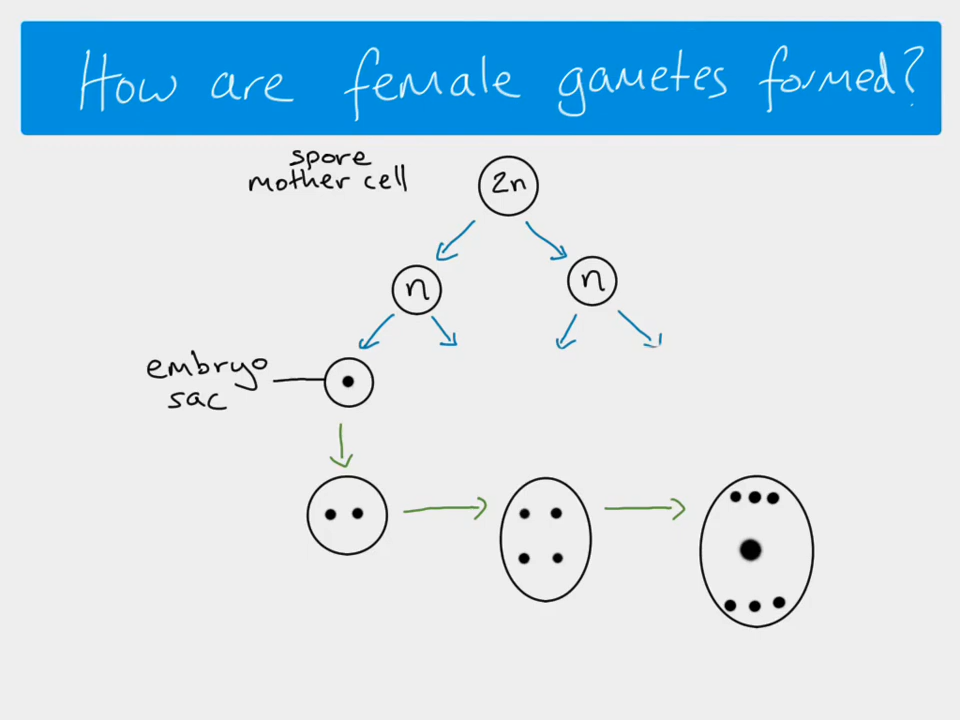 How are female gametes formed?
spore
mother cell
2n
n
n
embryo
sac